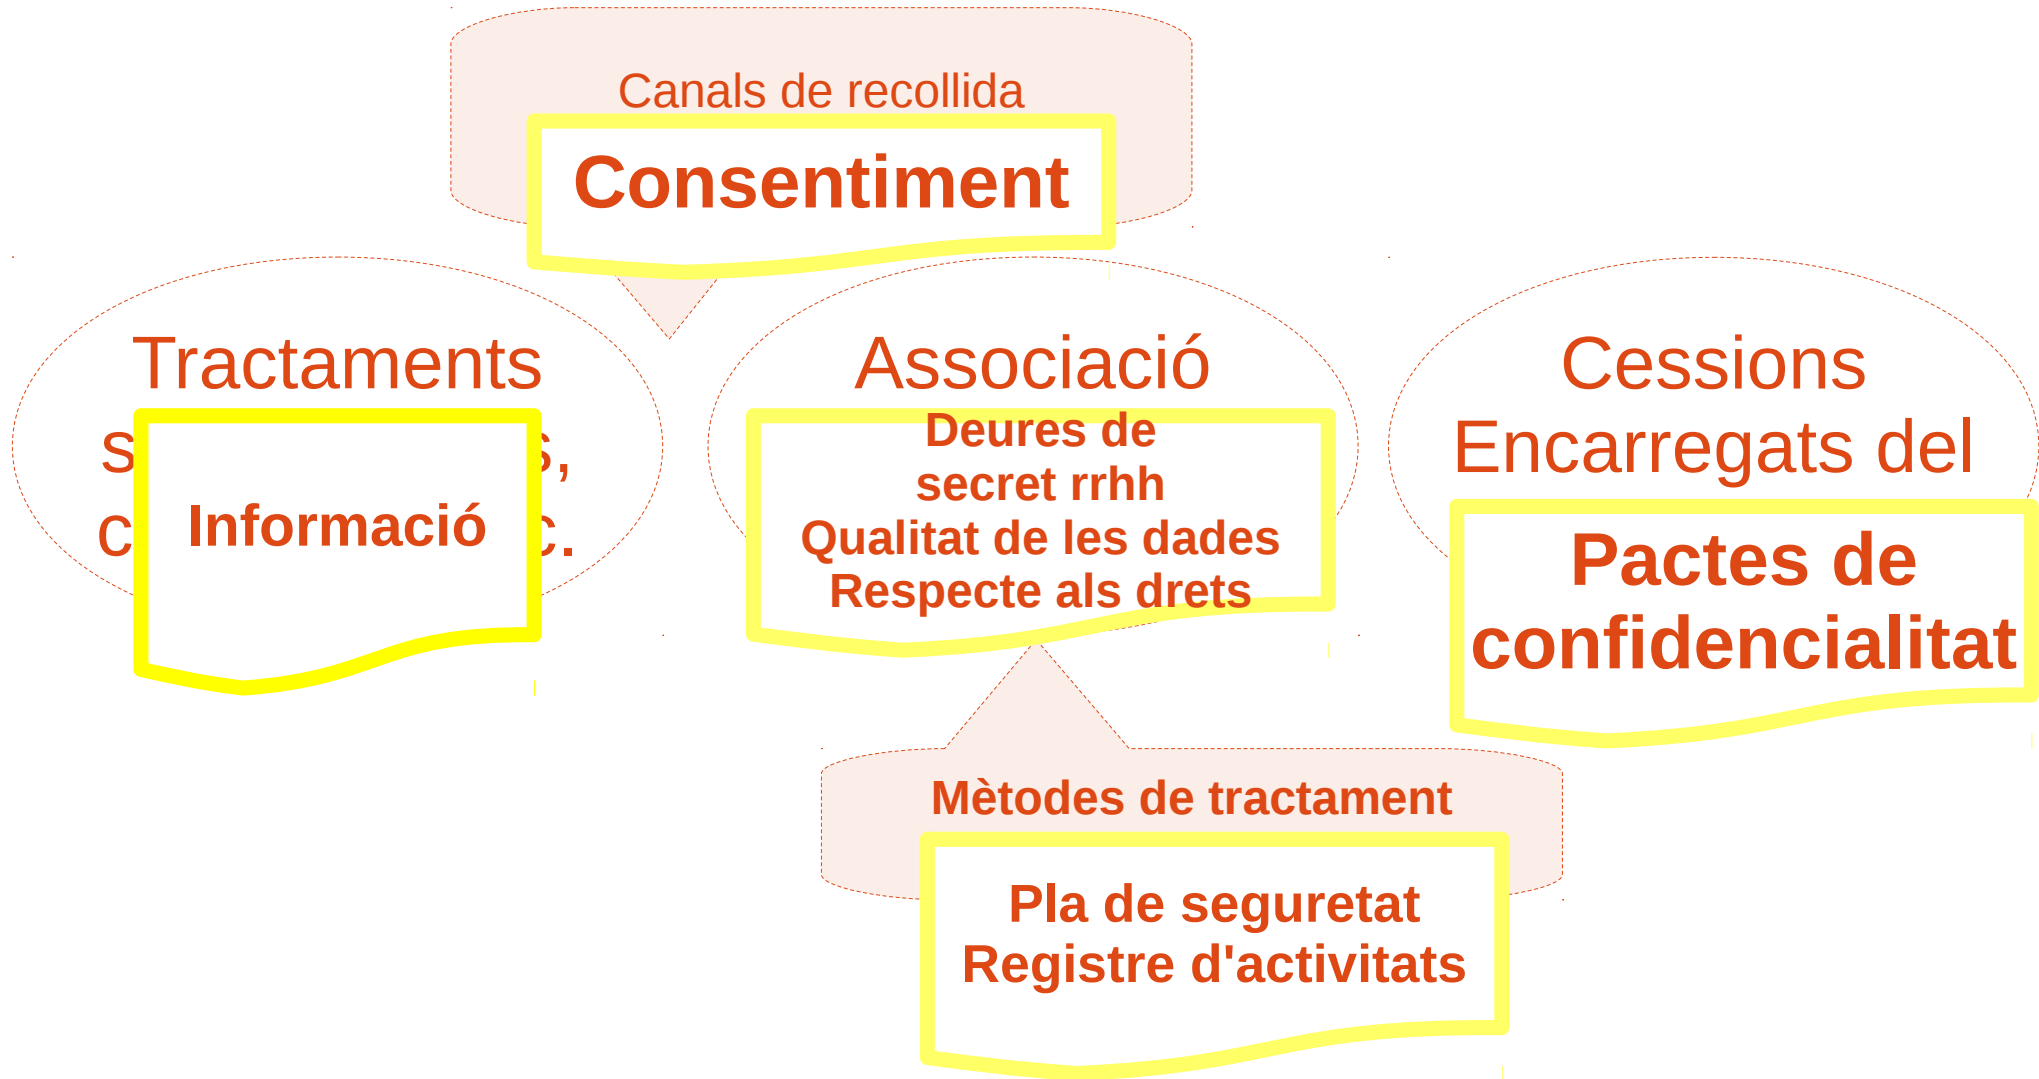 Canals de recollida
Consentiment
Tractaments
Informació
Associació
Deures de
secret rrhh
Qualitat de les dades
Respecte als drets
Cessions
Encarregats del
Pactes de
confidencialitat
Mètodes de tractament
Pla de seguretat
Registre d'activitats